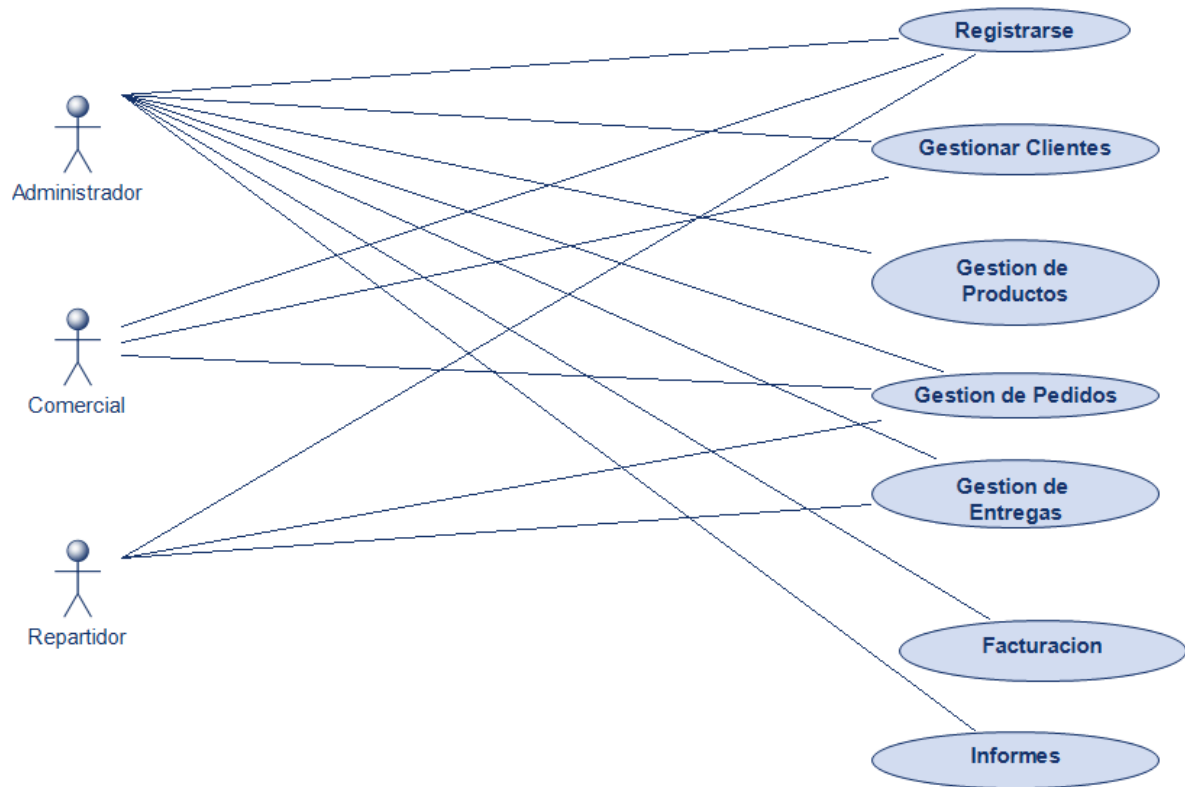 Registrarse
Administrador
Gestionar Clientes
Gestion de
Productos
Comercial
Gestion de Pedidos
Gestion de
Entregas
Repartidor
Facturacion
Informes